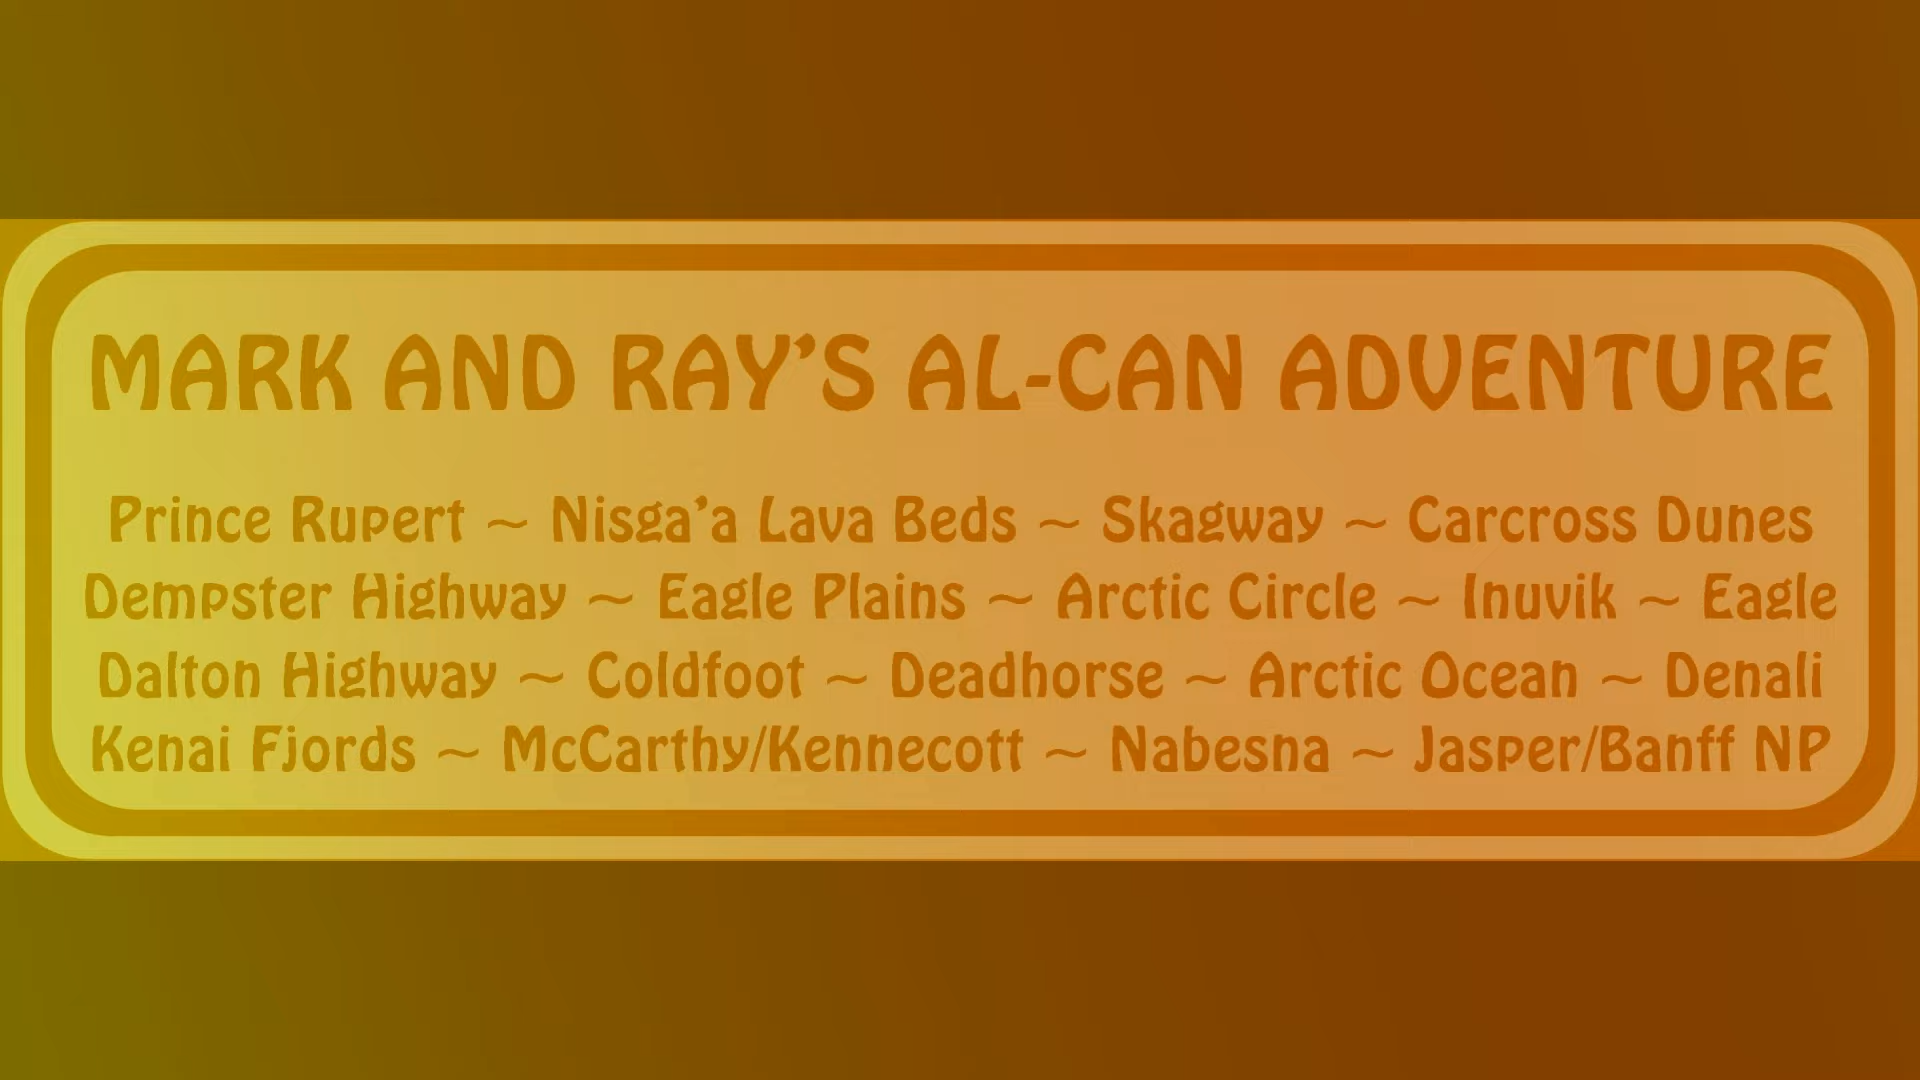 MARK AND RAY’S AL-CAN ADVENTURE
Prince Rupert ~ Nisga’a Lava Beds ~ Skagway ~ Carcross Dunes
Dempster Highway ~ Eagle Plains ~ Arctic Circle ~ Inuvik ~ Eagle
Dalton Highway ~ Coldfoot ~ Deadhorse ~ Arctic Ocean ~ Denali
Kenai Fjords ~ McCarthy/Kennecott ~ Nabesna ~ Jasper/Banff NP